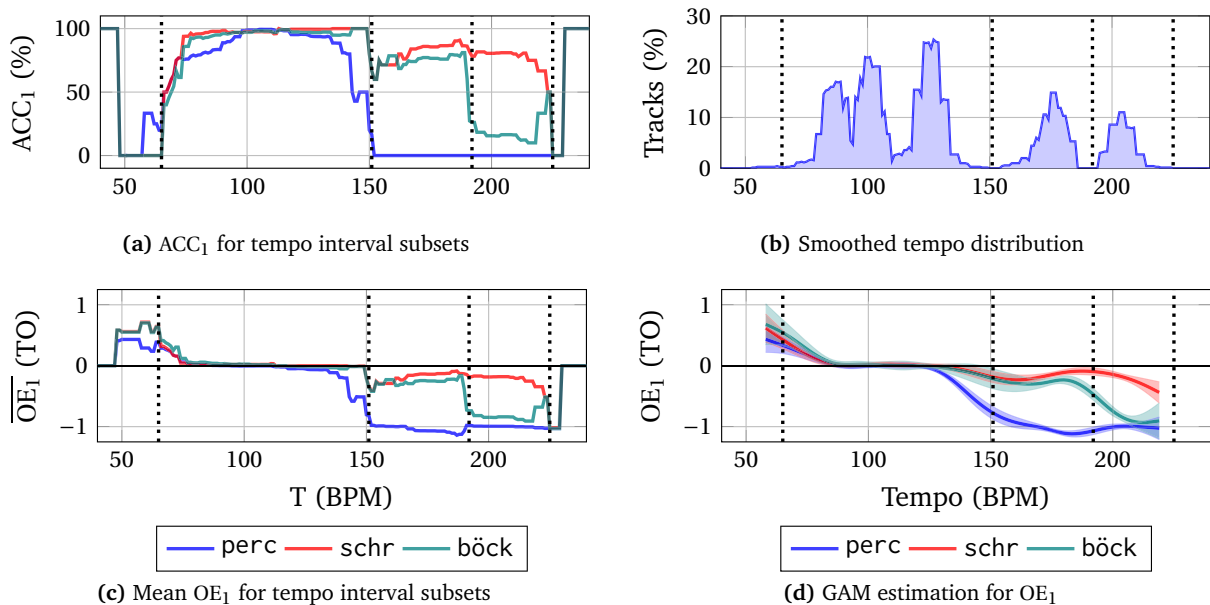 100
50
0
ACC1 (%)
50 100 150 200
(a) ACC1 for tempo interval subsets
30
20
10
0
Tracks (%)
50 100 150 200
(b) Smoothed tempo distribution
1
0
−1
OE1 (TO)
50 100 150 200
T (BPM)
perc schr böck
(c) Mean OE1 for tempo interval subsets
1
0
−1
OE1 (TO)
50 100 150 200
Tempo (BPM)
perc schr böck
(d) GAM estimation for OE1